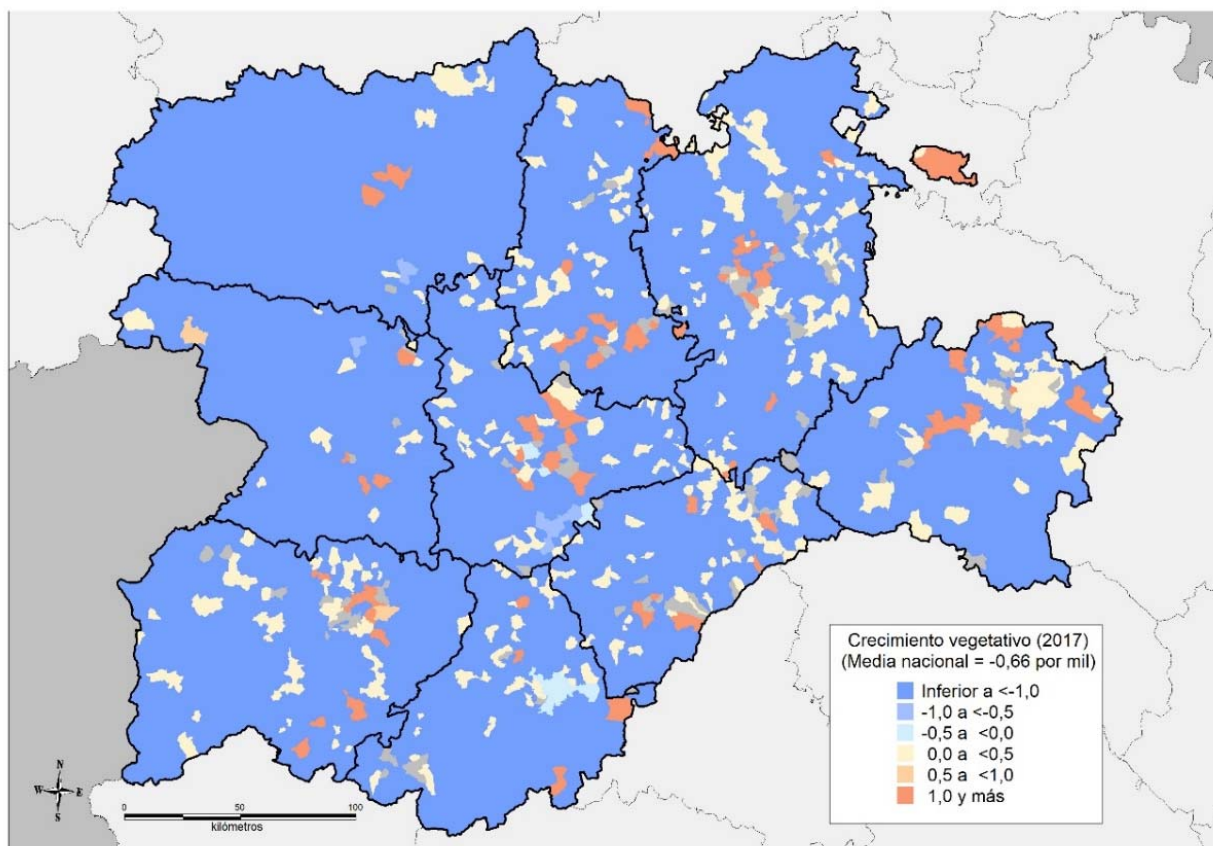 Crecimiento vegetativo (2017)
(Media nacional = -0,66 por mil)
Inferior a <-1,0
-1,0 a <-0,5
-0,5 a <0,0
0,0 a <0,5
0,5 a <1,0
1,0 y más
N
W E
S
0 50 100
kilómetros